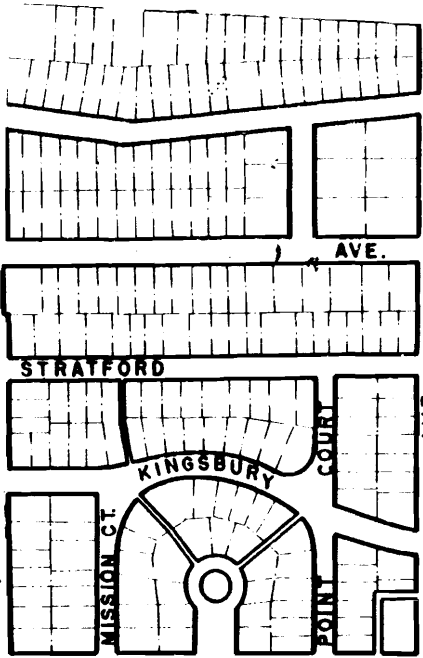 AVE.
STRATFORD
KINGSBURY
COURT
MISSION CT.
POINT